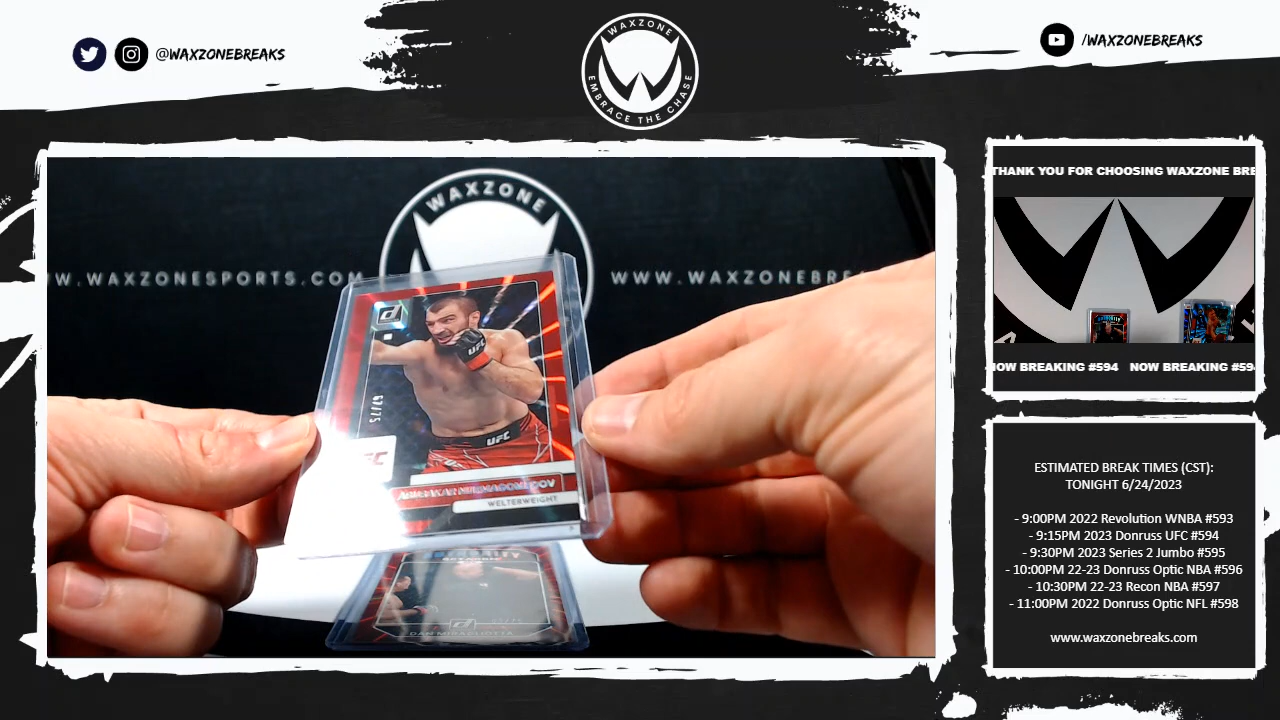 @WAXZONEBREAKS
WAXZONE
EMBRACE THE CHASE
/WAXZONEBREAKS
WAXZONE
W.WAXZONESPORTS.COM
WWW.WAXZONEBRE
UFC
UFC
WELTERWEIGHT
DAN MIRAGLIOTTA
THANK YOU FOR CHOOSING WAXZONE BRE
OW BREAKING #594 NOW BREAKING #59
ESTIMATED BREAK TIMES (CST):
TONIGHT 6/24/2023
- 9:00PM 2022 Revolution WNBA #593
- 9:15PM 2023 Donruss UFC #594
- 9:30PM 2023 Series 2 Jumbo #595
- 10:00PM 22-23 Donruss Optic NBA #596
- 10:30PM 22-23 Recon NBA #597
- 11:00PM 2022 Donruss Optic NFL #598
www.waxzonebreaks.com